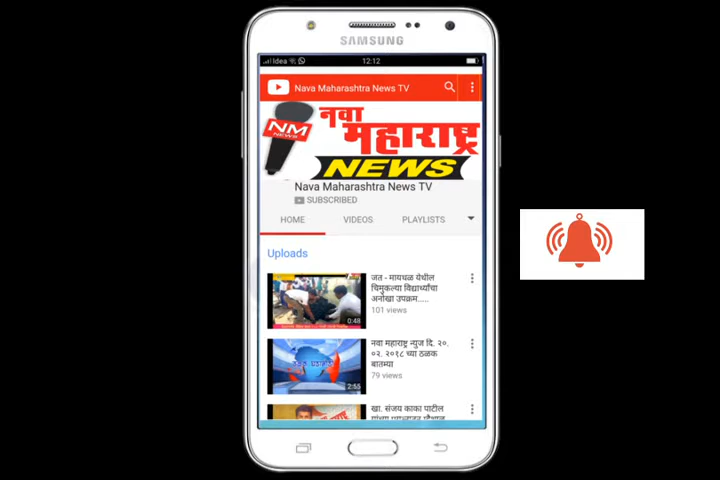 SAMSUNG
Idea
12:12
Nava Maharashtra News TV
NM
NEWS
नवा
महाराष्ट्र
NEWS
Nava Maharashtra News TV
SUBSCRIBED
HOME VIDEOS PLAYLISTS
Uploads
जत - मायथळ येथील
चिमुकल्या विद्यार्थ्यांचा
अनोखा उपक्रम.....
101 views
0:48
नवा महाराष्ट्र न्युज दि. २०.
०२. २०१८ च्या ठळक
बातम्या
79 views
2:55
खा. संजय काका पाटील